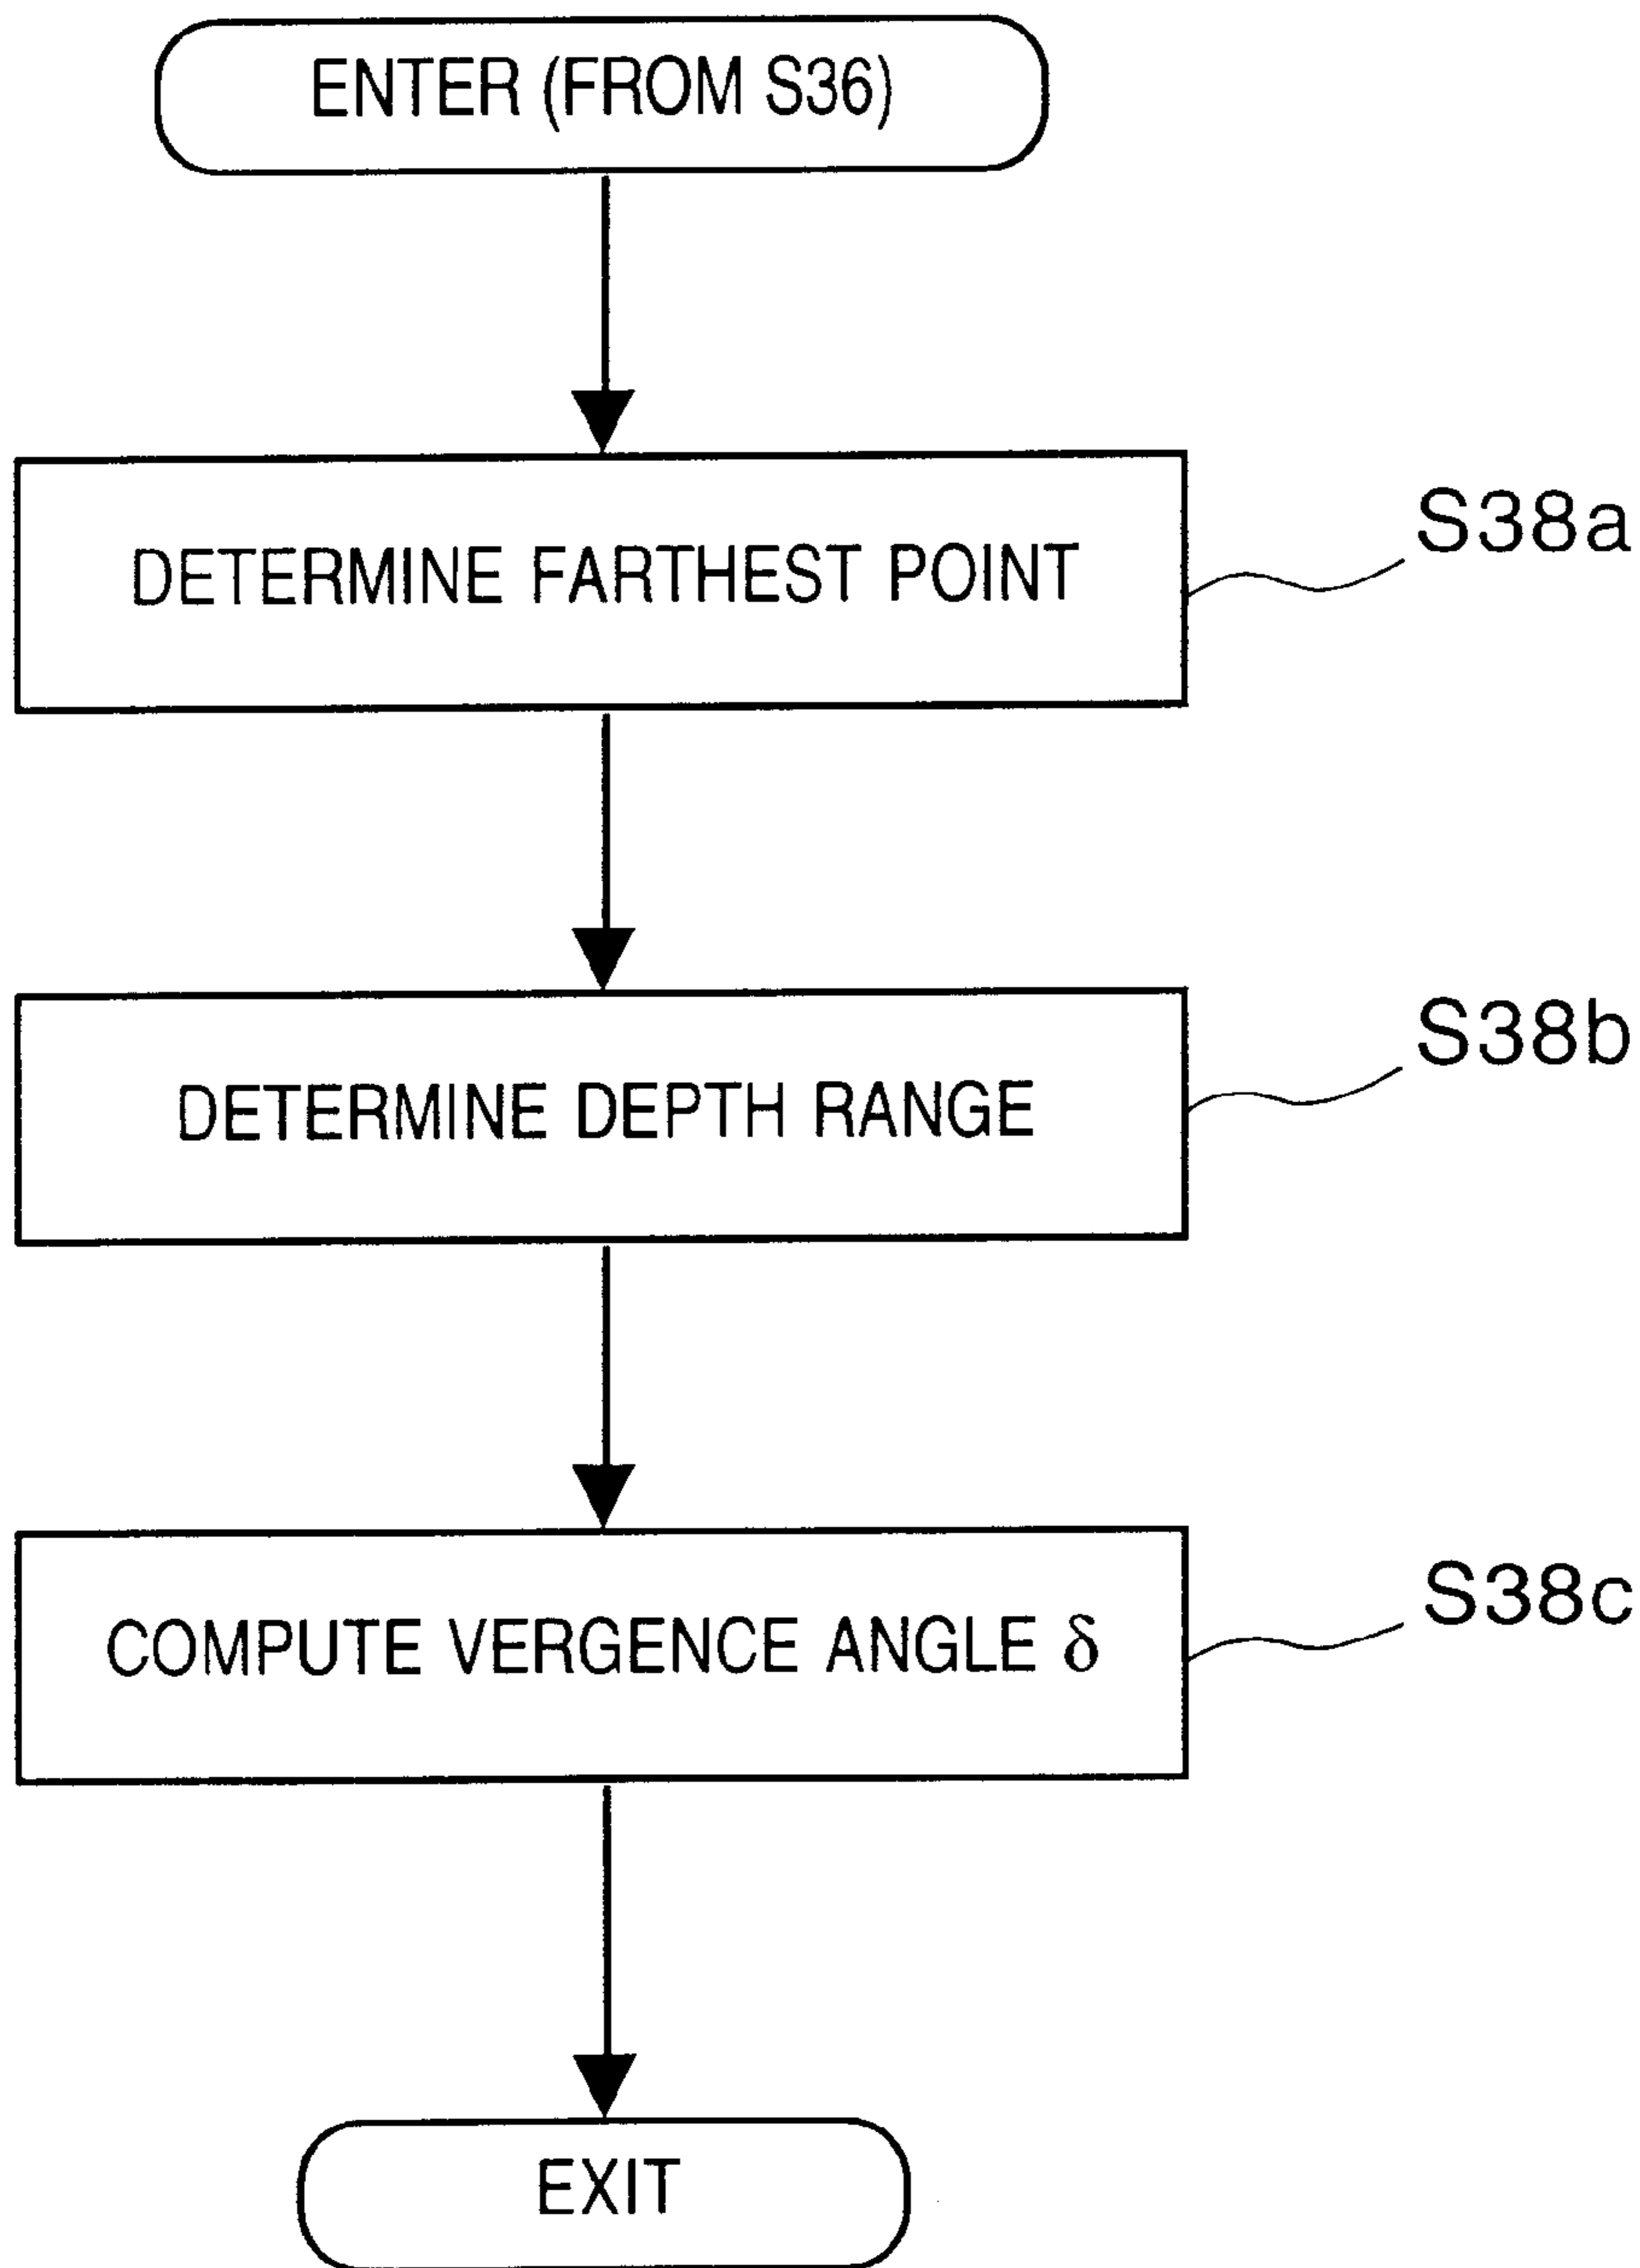 ENTER (FROM S36)
DETERMINE FARTHEST POINT
S38a
DETERMINE DEPTH RANGE
S38b
COMPUTE VERGENCE ANGLE δ
S38c
EXIT